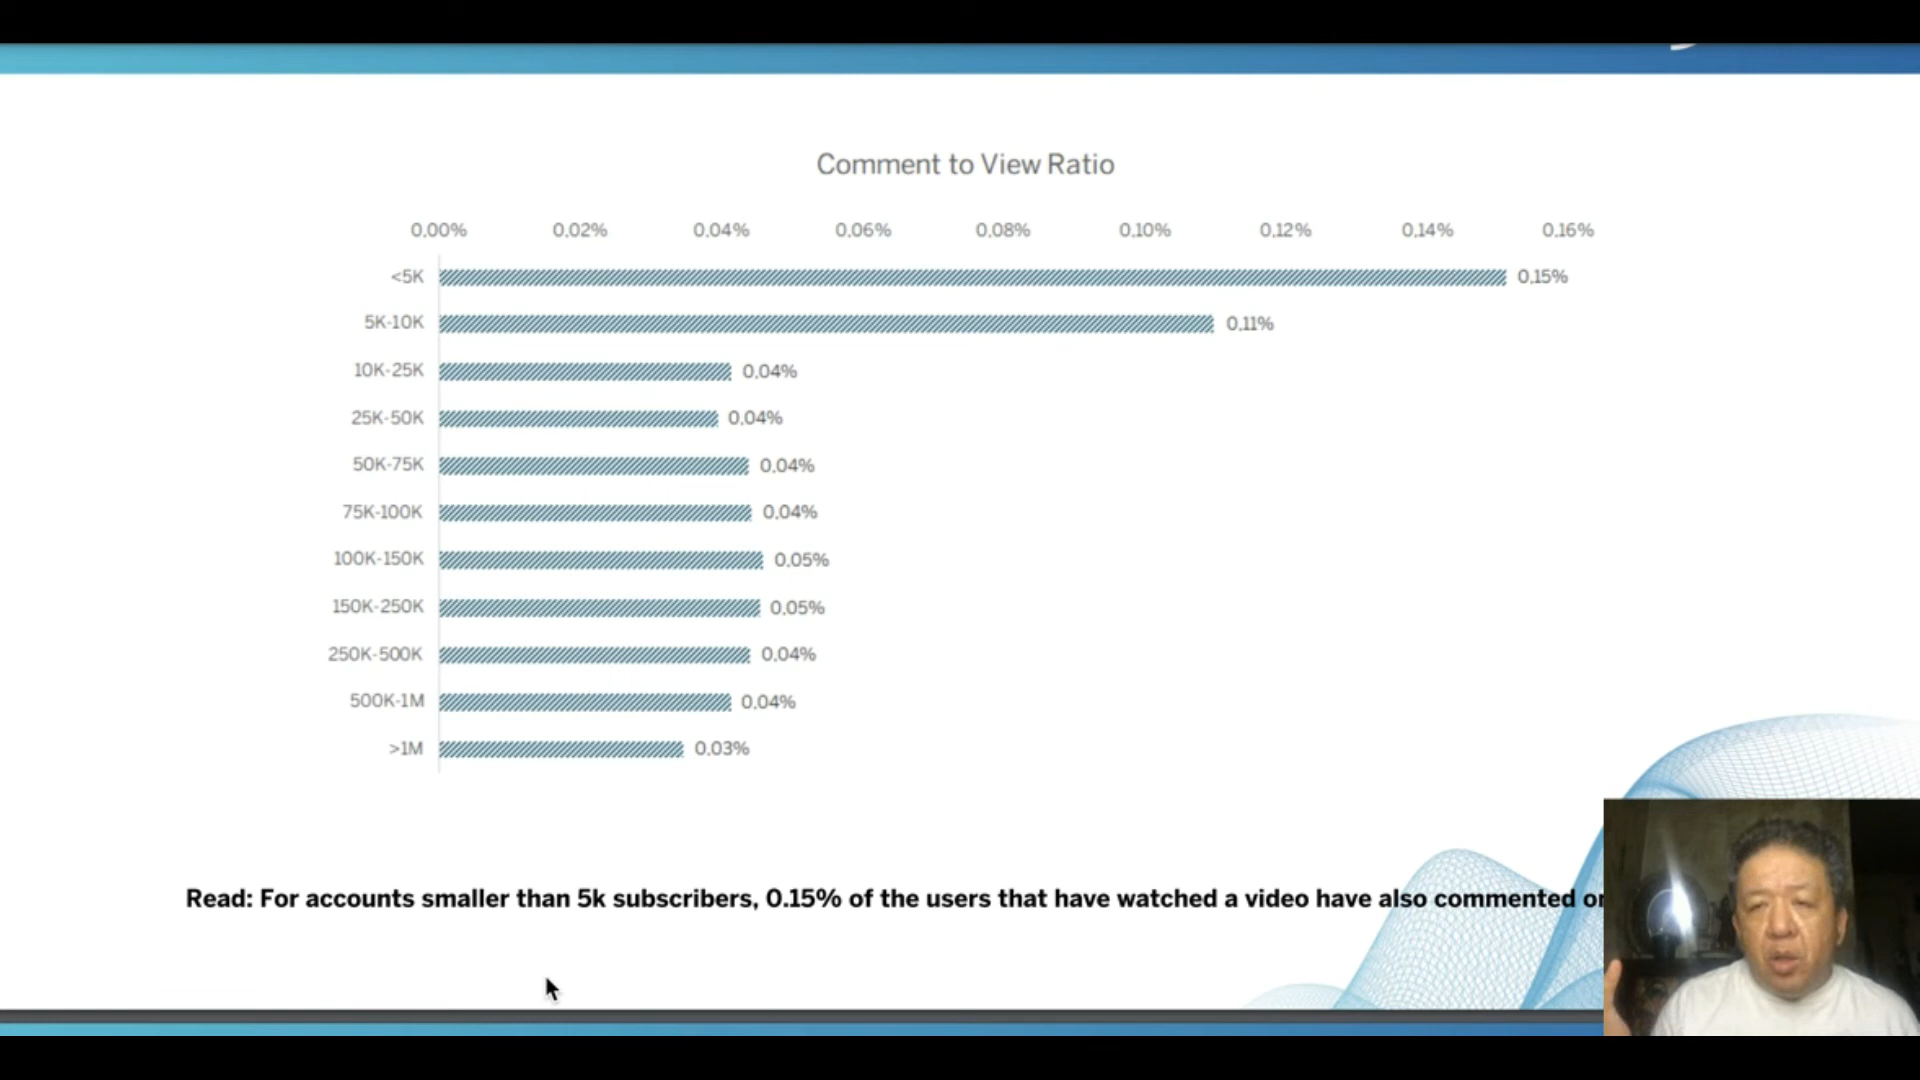 Comment to View Ratio
0.00% 0.02% 0.04% 0.06% 0.08% 0.10% 0.12% 0.14% 0.16%
<5K 0.15%
5K-10K 0.11%
10K-25K 0.04%
25K-50K 0.04%
50K-75K 0.04%
75K-100K 0.04%
100K-150K 0.05%
150K-250K 0.05%
250K-500K 0.04%
500K-1M 0.04%
>1M 0.03%
Read: For accounts smaller than 5k subscribers, 0.15% of the users that have watched a video have also commented